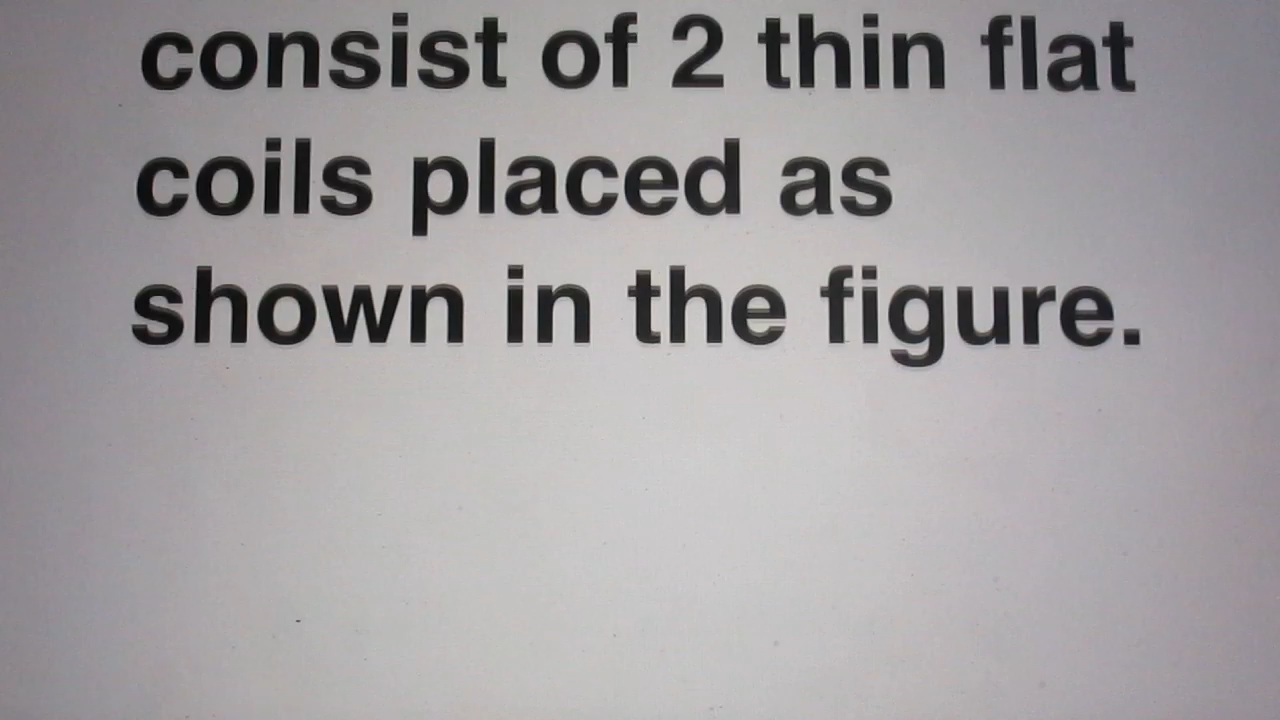 consist of 2 thin flat
coils placed as
shown in the figure.